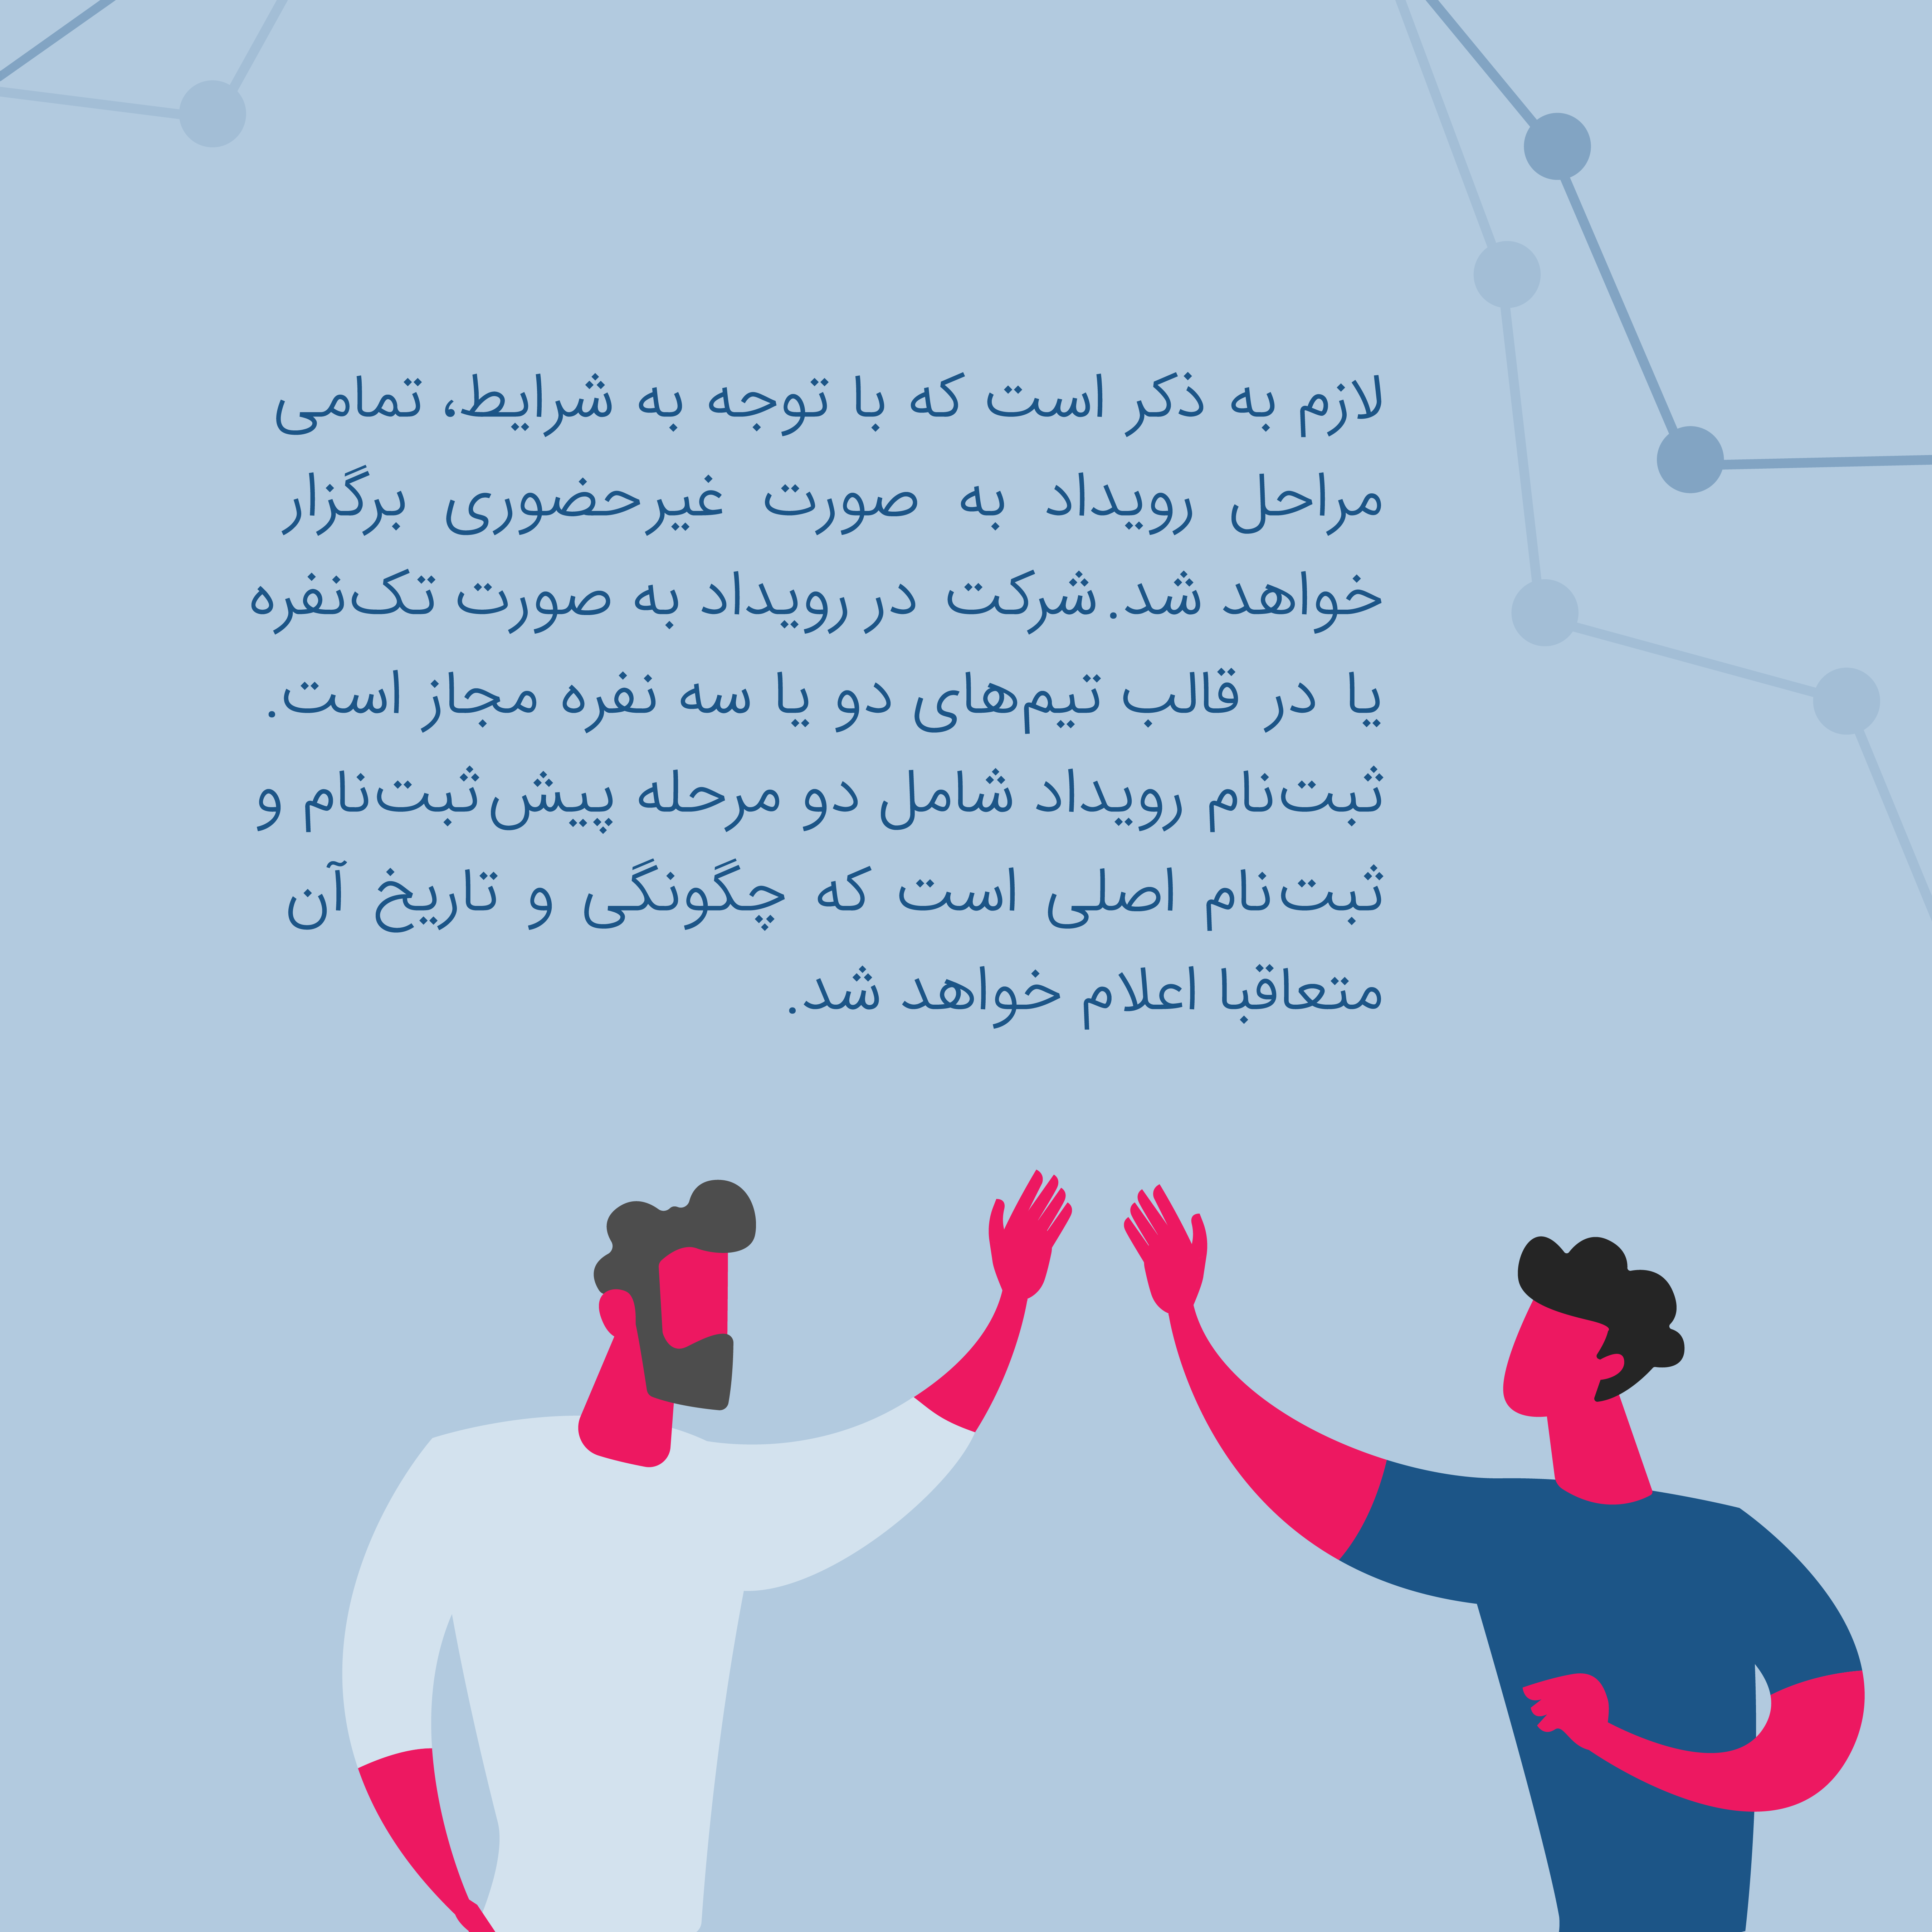 لازم به ذکر است که با توجه به شرایط، تمامی
مراحل رویداد به صورت غیرحضوری برگزار
خواهد شد. شرکت در رویداد به صورت تک‌نفره
یا در قالب تیم‌های دو یا سه نفره مجاز است.
ثبت‌نام رویداد شامل دو مرحله پیش‌ثبت‌نام و
ثبت‌نام اصلی است که چگونگی و تاریخ آن
متعاقبا اعلام خواهد شد.